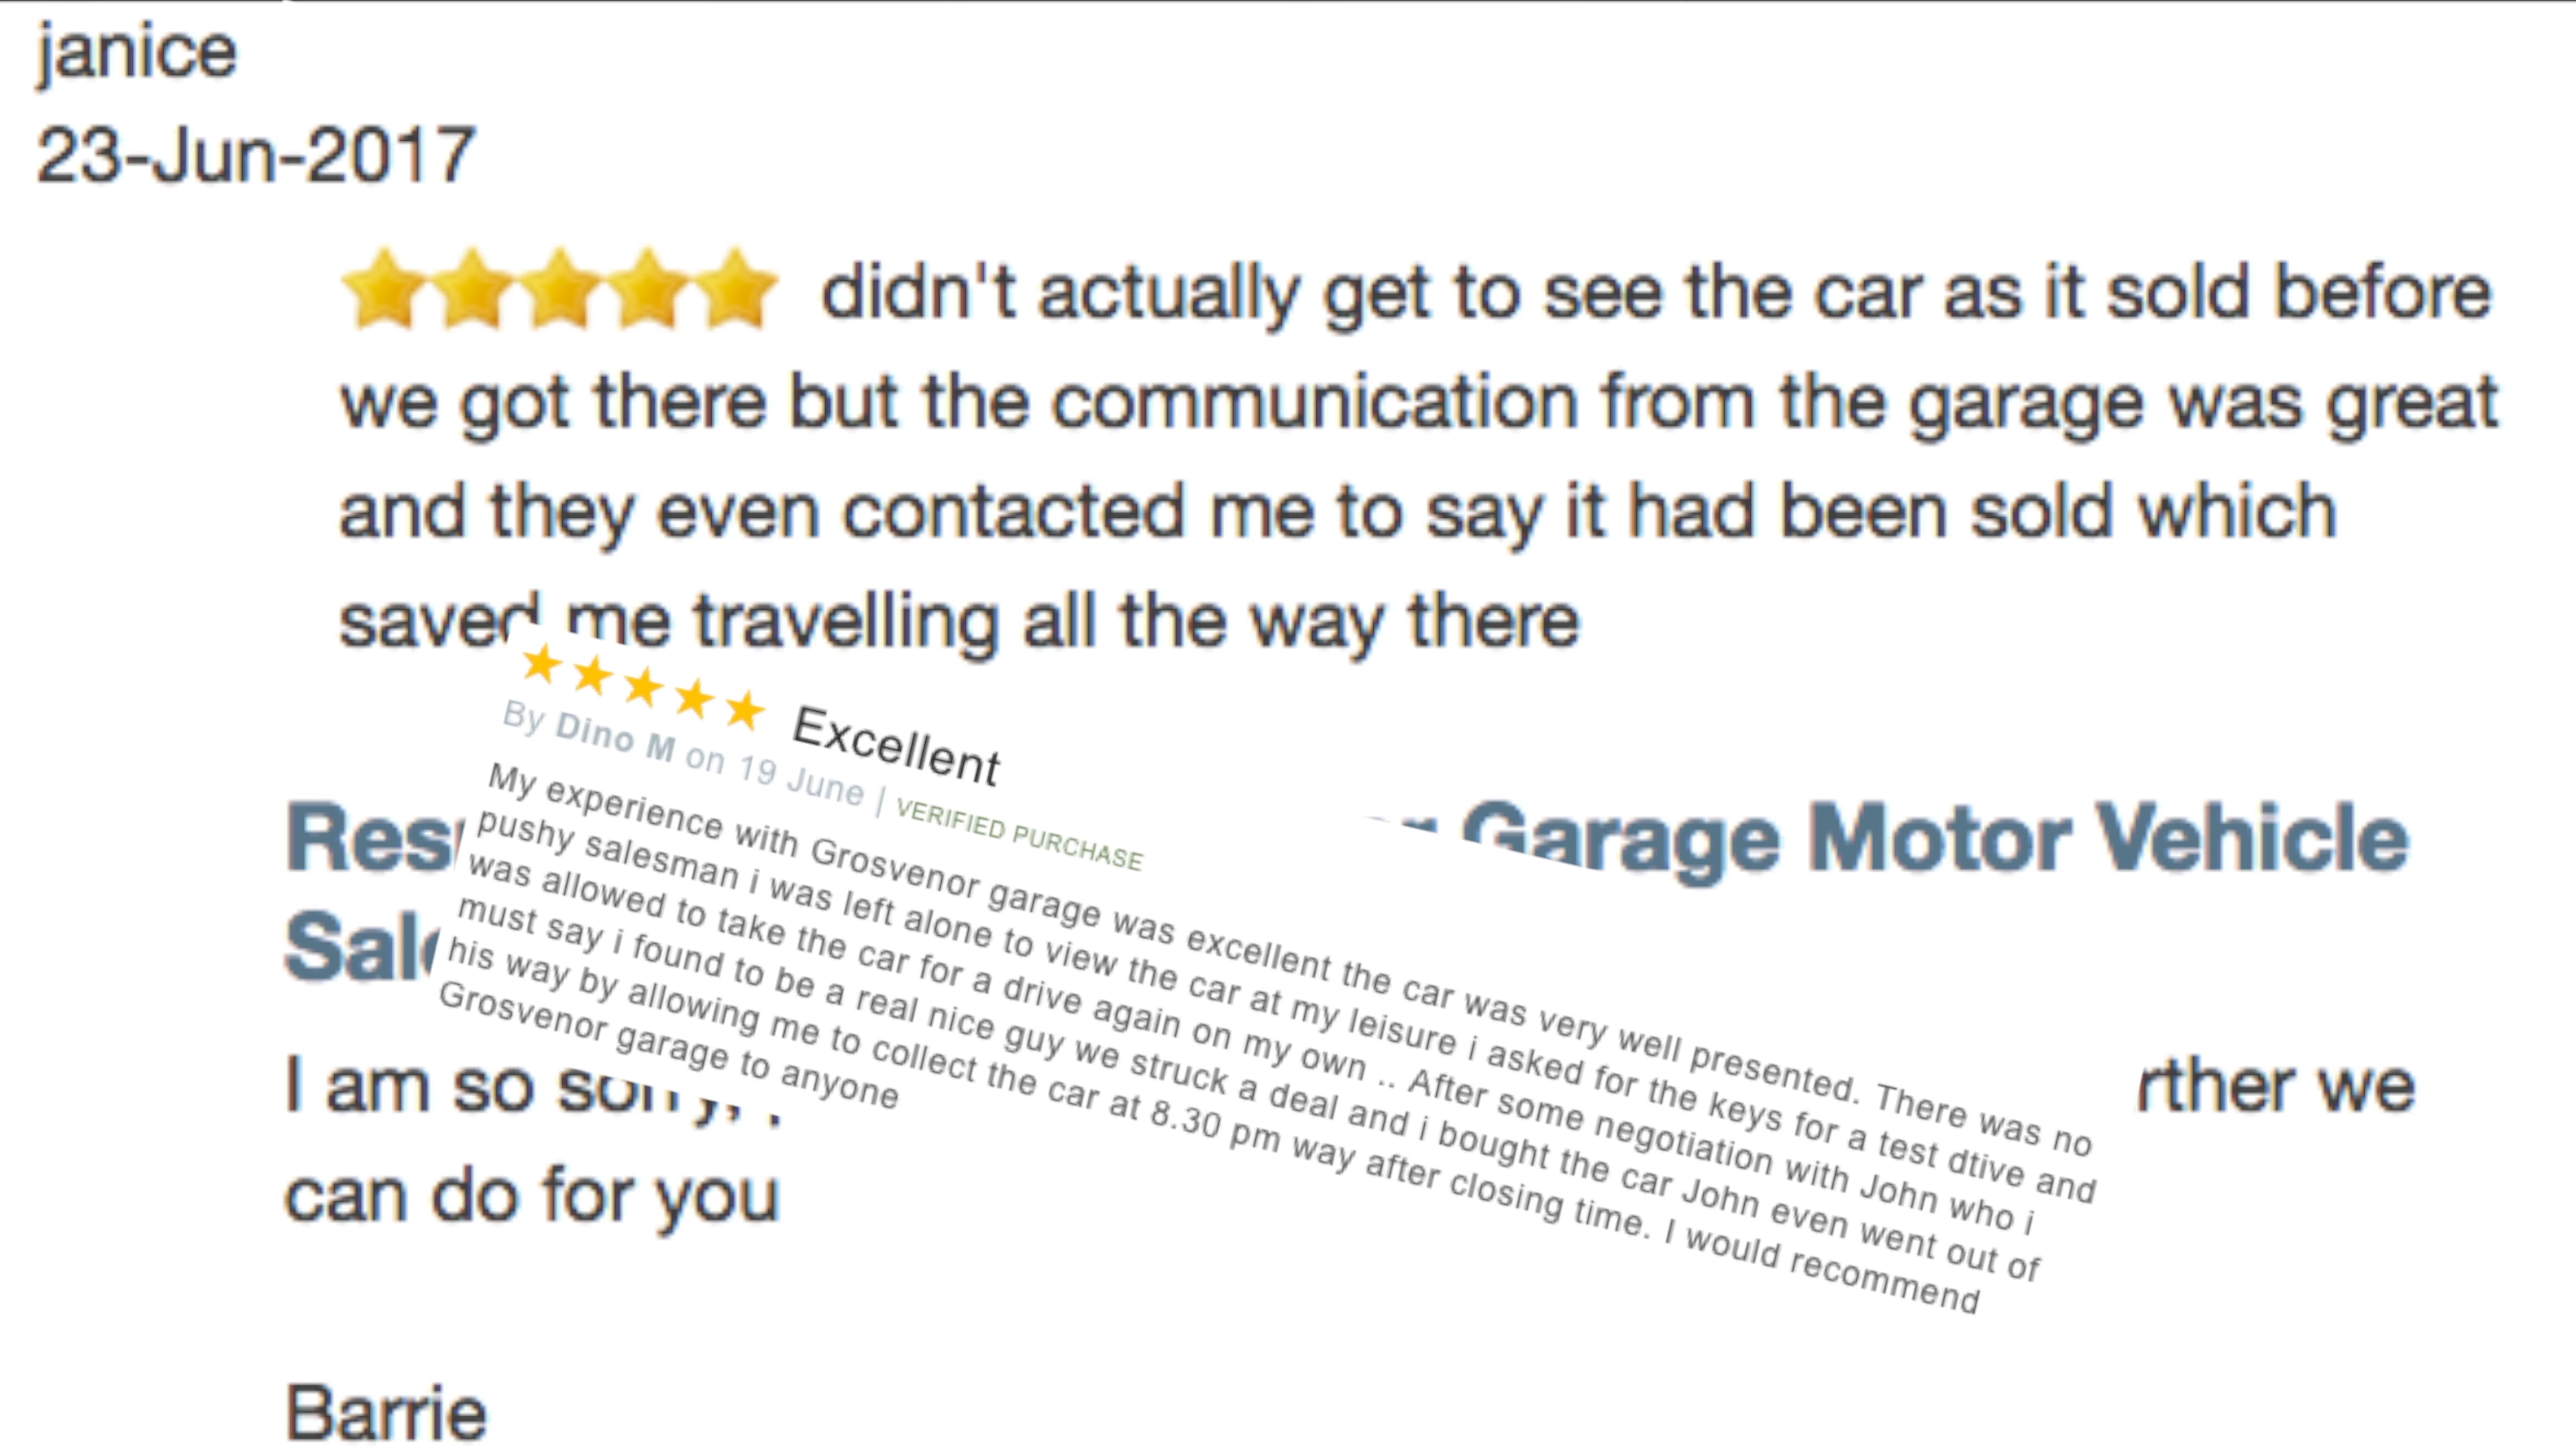 janice
23-Jun-2017
didn't actually get to see the car as it sold before
we got there but the communication from the garage was great
and they even contacted me to say it had been sold which
saved me travelling all the way there
Excellent
By Dino M on 19 June | VERIFIED PURCHASE
My experience with Grosvenor garage was excellent the car was very well presented. There was no
pushy salesman i was left alone to view the car at my leisure i asked for the keys for a test dtive and
was allowed to take the car for a drive again on my own .. After some negotiation with John who i
must say i found to be a real nice guy we struck a deal and i bought the car John even went out of
his way by allowing me to collect the car at 8.30 pm way after closing time. I would recommend
Grosvenor garage to anyone
Garage Motor Vehicle
I am so sorry, we
can do for you
Barrie